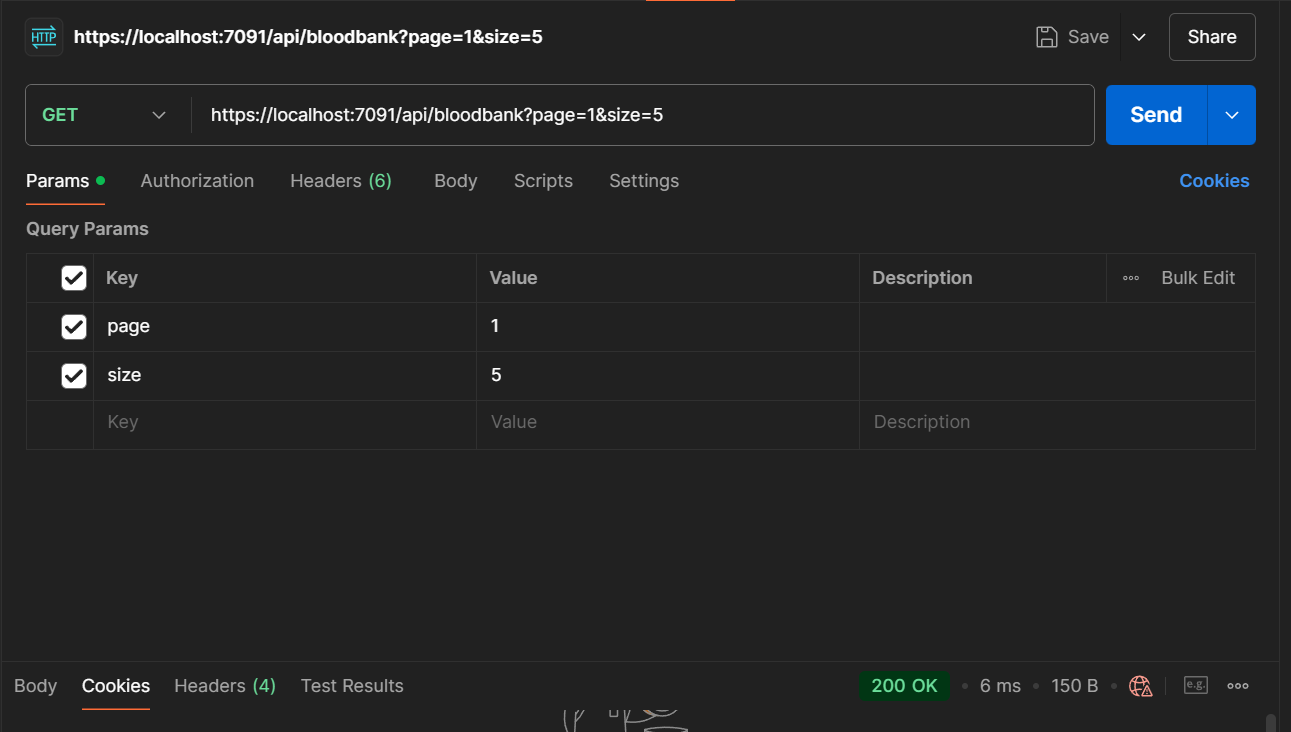 HTTP https://localhost:7091/api/bloodbank?page=1&size=5 Save Share
GET https://localhost:7091/api/bloodbank?page=1&size=5 Send
Params Authorization Headers (6) Body Scripts Settings Cookies
Query Params
Key Value Description Bulk Edit
page 1
size 5
Key Value Description
Body Cookies Headers (4) Test Results 200 OK • 6 ms • 150 B • e.g.